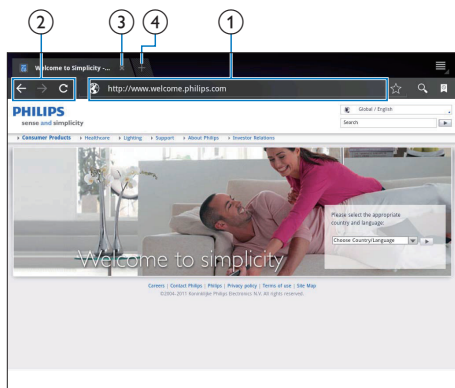 2 3 4 1
Welcome to Simplicity -... × +
http://www.welcome.philips.com
PHILIPS
sense and simplicity
Global / English
Search
Consumer Products Healthcare Lighting Support About Philips Investor Relations
Please select the appropriate
country and language:
Choose Country/Language
Welcome to simplicity
Careers | Contact Philips | Philips | Privacy policy | Terms of use | Site Map
©2004-2011 Koninklijke Philips Electronics N.V. All rights reserved.